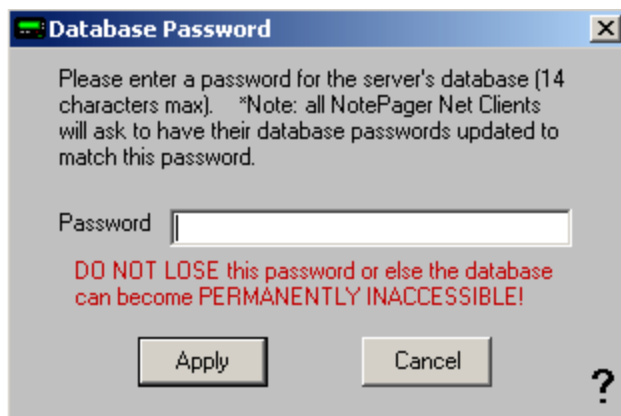 Database Password
Please enter a password for the server's database (14
characters max).    *Note: all NotePager Net Clients
will ask to have their database passwords updated to
match this password.
Password
DO NOT LOSE this password or else the database
can become PERMANENTLY INACCESSIBLE!
Apply
Cancel
?